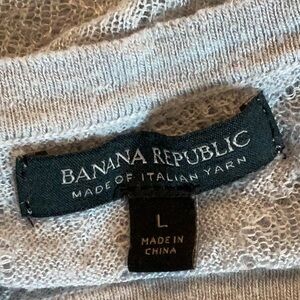 BANANA REPUBLIC
MADE OF ITALIAN YARN
L
MADE IN
CHINA